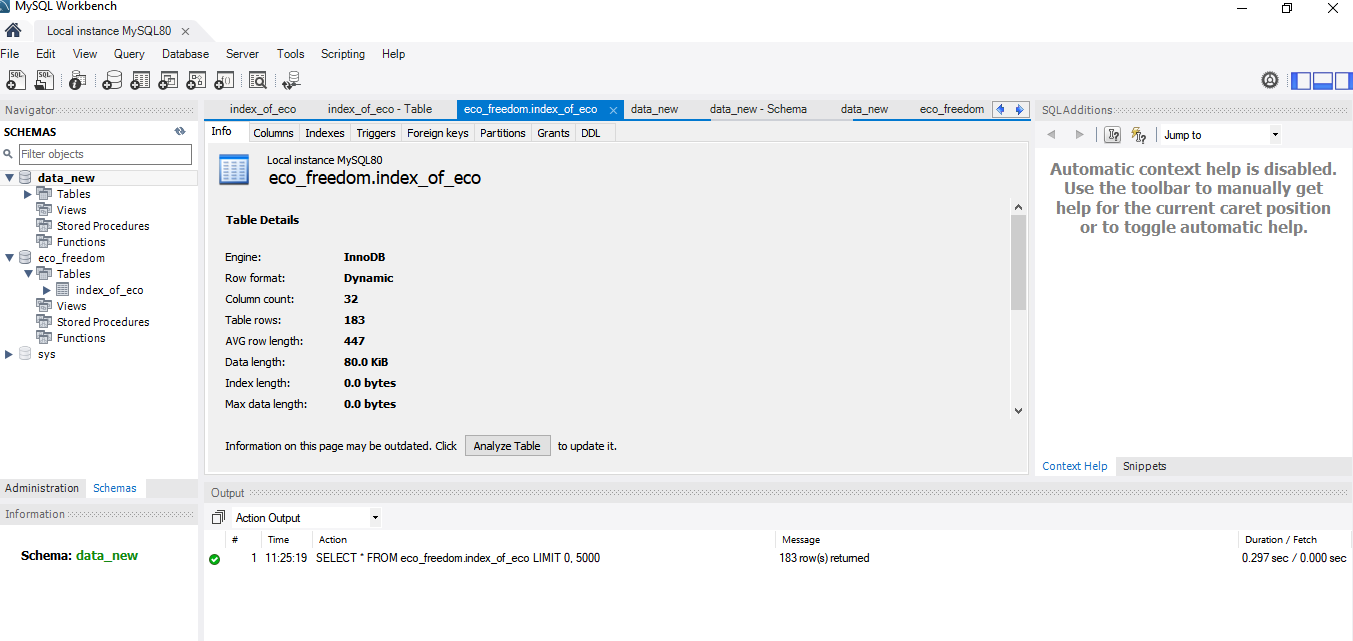 MySQL Workbench
Local instance MySQL80
File Edit View Query Database Server Tools Scripting Help
Navigator
SCHEMAS
Filter objects
data_new
Tables
Views
Stored Procedures
Functions
eco_freedom
Tables
index_of_eco
Views
Stored Procedures
Functions
sys
Administration Schemas
Information
Schema: data_new
index_of_eco index_of_eco - Table eco_freedom.index_of_eco data_new data_new - Schema data_new eco_freedom
Info Columns Indexes Triggers Foreign keys Partitions Grants DDL
Local instance MySQL80
eco_freedom.index_of_eco
Table Details
Engine: InnoDB
Row format: Dynamic
Column count: 32
Table rows: 183
AVG row length: 447
Data length: 80.0 KiB
Index length: 0.0 bytes
Max data length: 0.0 bytes
Information on this page may be outdated. Click Analyze Table to update it.
SQLAdditions
Jump to
Automatic context help is disabled.
Use the toolbar to manually get
help for the current caret position
or to toggle automatic help.
Context Help Snippets
Output
Action Output
# Time Action Message Duration / Fetch
1 11:25:19 SELECT * FROM eco_freedom.index_of_eco LIMIT 0, 5000 183 row(s) returned 0.297 sec / 0.000 sec